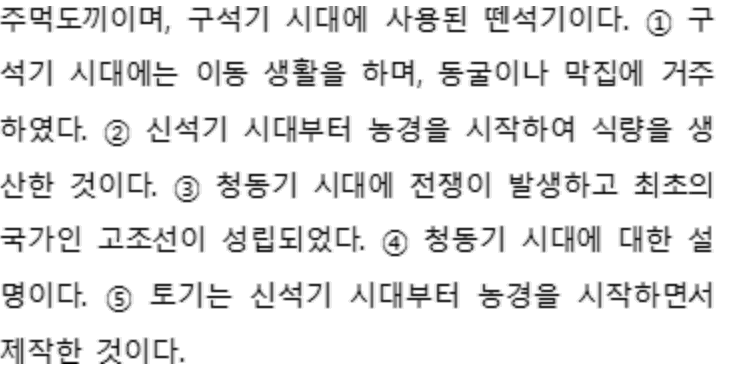 주먹도끼이며, 구석기 시대에 사용된 뗀석기이다. ① 구
석기 시대에는 이동 생활을 하며, 동굴이나 막집에 거주
하였다. ② 신석기 시대부터 농경을 시작하여 식량을 생
산한 것이다. ③ 청동기 시대에 전쟁이 발생하고 최초의
국가인 고조선이 성립되었다. ④ 청동기 시대에 대한 설
명이다. ⑤ 토기는 신석기 시대부터 농경을 시작하면서
제작한 것이다.